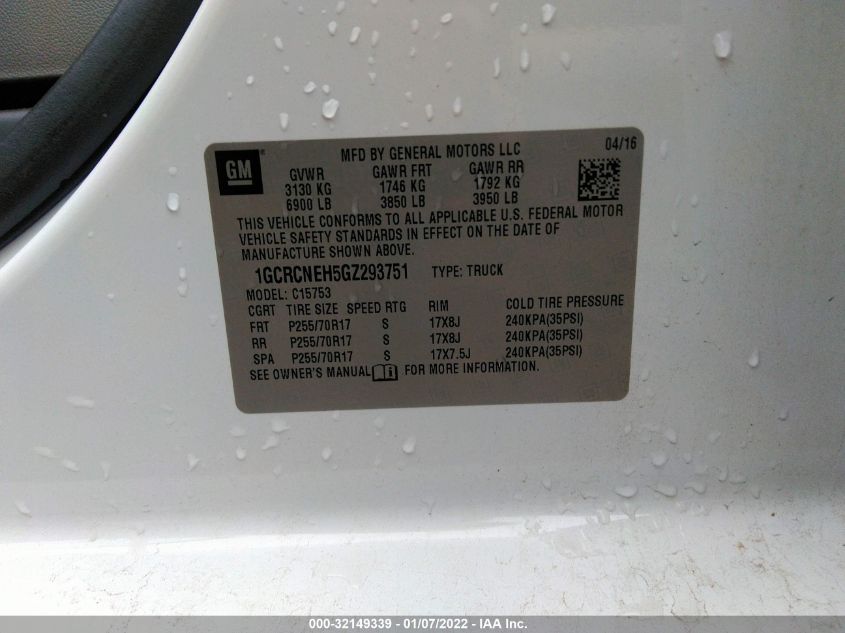 GM
MFD BY GENERAL MOTORS LLC 04/16
GVWR GAWR FRT GAWR RR
3130 KG 1746 KG 1792 KG
6900 LB 3850 LB 3950 LB
THIS VEHICLE CONFORMS TO ALL APPLICABLE U.S. FEDERAL MOTOR
VEHICLE SAFETY STANDARDS IN EFFECT ON THE DATE OF
MANUFACTURE SHOWN ABOVE.
1GCRCNEH5GZ293751 TYPE: TRUCK
MODEL: C15753
CGRT TIRE SIZE SPEED RTG RIM COLD TIRE PRESSURE
FRT P255/70R17 S 17X8J 240KPA(35PSI)
RR P255/70R17 S 17X8J 240KPA(35PSI)
SPA P255/70R17 S 17X7.5J 240KPA(35PSI)
SEE OWNER'S MANUAL FOR MORE INFORMATION.
000-32149339 - 01/07/2022 - IAA Inc.